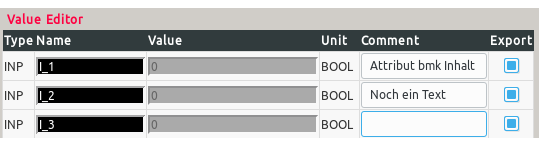 Value Editor
Type Name Value Unit Comment Export
INP I_1 0 BOOL Attribut bmk Inhalt
INP I_2 0 BOOL Noch ein Text
INP I_3 0 BOOL